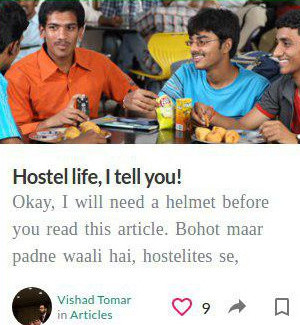 Hostel life, I tell you!
Okay, I will need a helmet before
you read this article. Bohot maar
padne waali hai, hostelites se,
Vishad Tomar
in Articles
9